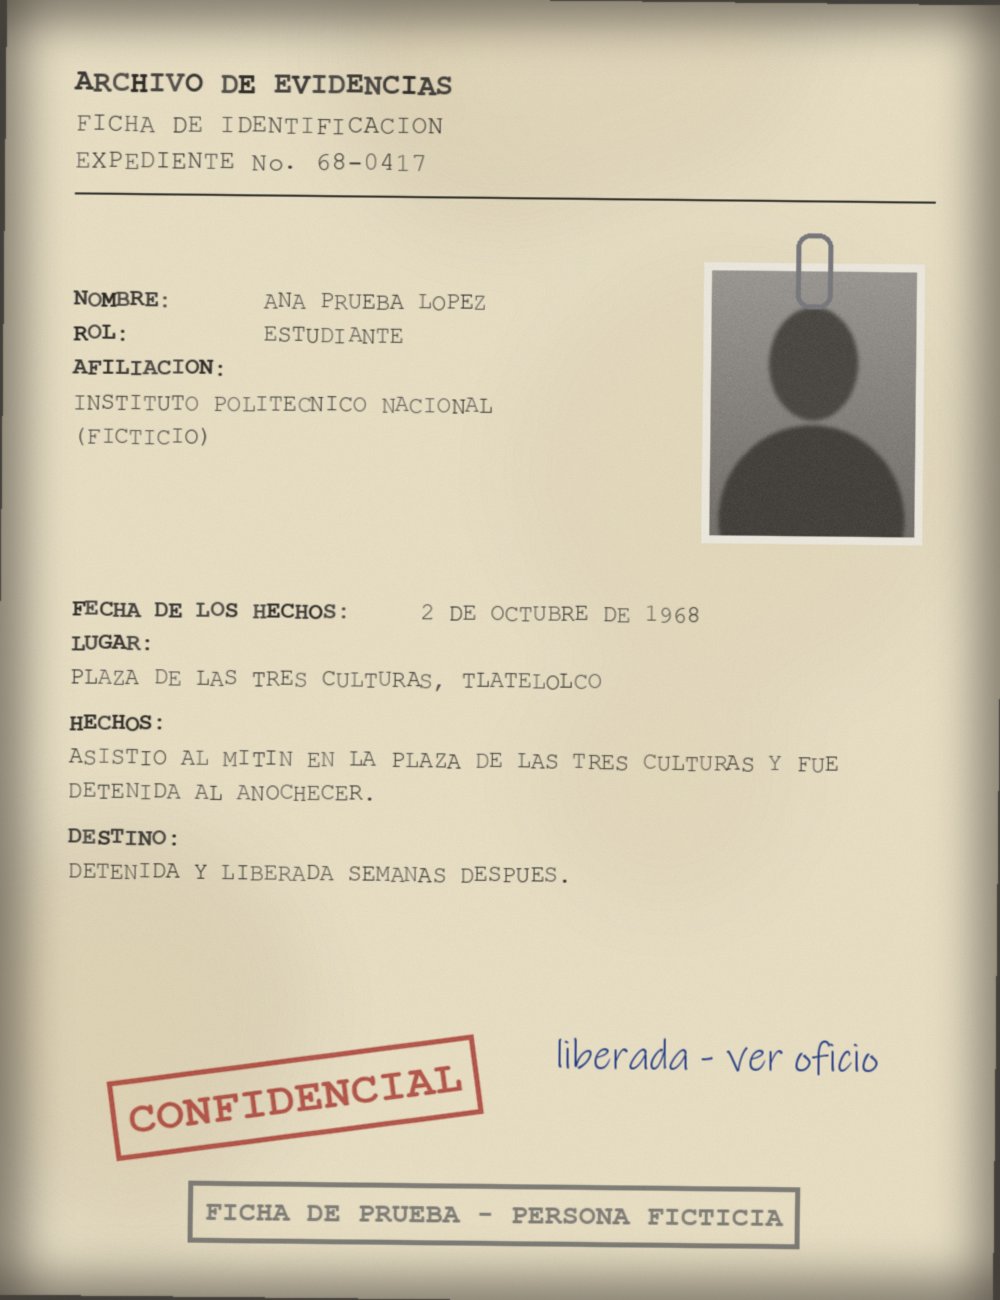 ARCHIVO DE EVIDENCIAS
FICHA DE IDENTIFICACION
EXPEDIENTE No. 68-0417
NOMBRE: ANA PRUEBA LOPEZ
ROL: ESTUDIANTE
AFILIACION:
INSTITUTO POLITECNICO NACIONAL
(FICTICIO)
FECHA DE LOS HECHOS: 2 DE OCTUBRE DE 1968
LUGAR:
PLAZA DE LAS TRES CULTURAS, TLATELOLCO
HECHOS:
ASISTIO AL MITIN EN LA PLAZA DE LAS TRES CULTURAS Y FUE
DETENIDA AL ANOCHECER.
DESTINO:
DETENIDA Y LIBERADA SEMANAS DESPUES.
liberada - ver oficio
CONFIDENCIAL
FICHA DE PRUEBA - PERSONA FICTICIA